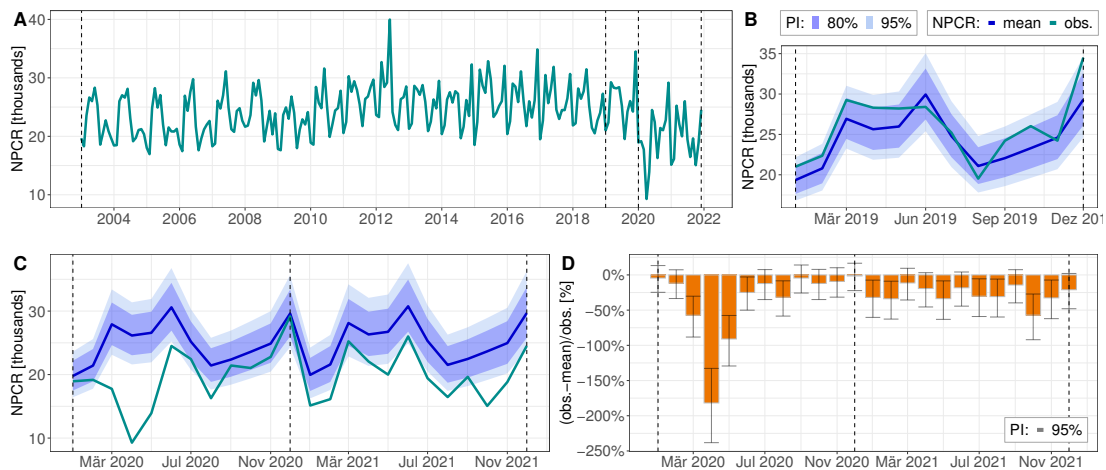 A
NPCR [thousands]
40
30
20
10
2004 2006 2008 2010 2012 2014 2016 2018 2020 2022
B
PI: 80% 95% NPCR: mean obs.
NPCR [thousands]
35
30
25
20
Mär 2019 Jun 2019 Sep 2019 Dez 201
C
NPCR [thousands]
30
20
10
Mär 2020 Jul 2020 Nov 2020 Mär 2021 Jul 2021 Nov 2021
D
(obs.−mean)/obs. [%]
0%
−50%
−100%
−150%
−200%
−250%
PI: 95%
Mär 2020 Jul 2020 Nov 2020 Mär 2021 Jul 2021 Nov 2021